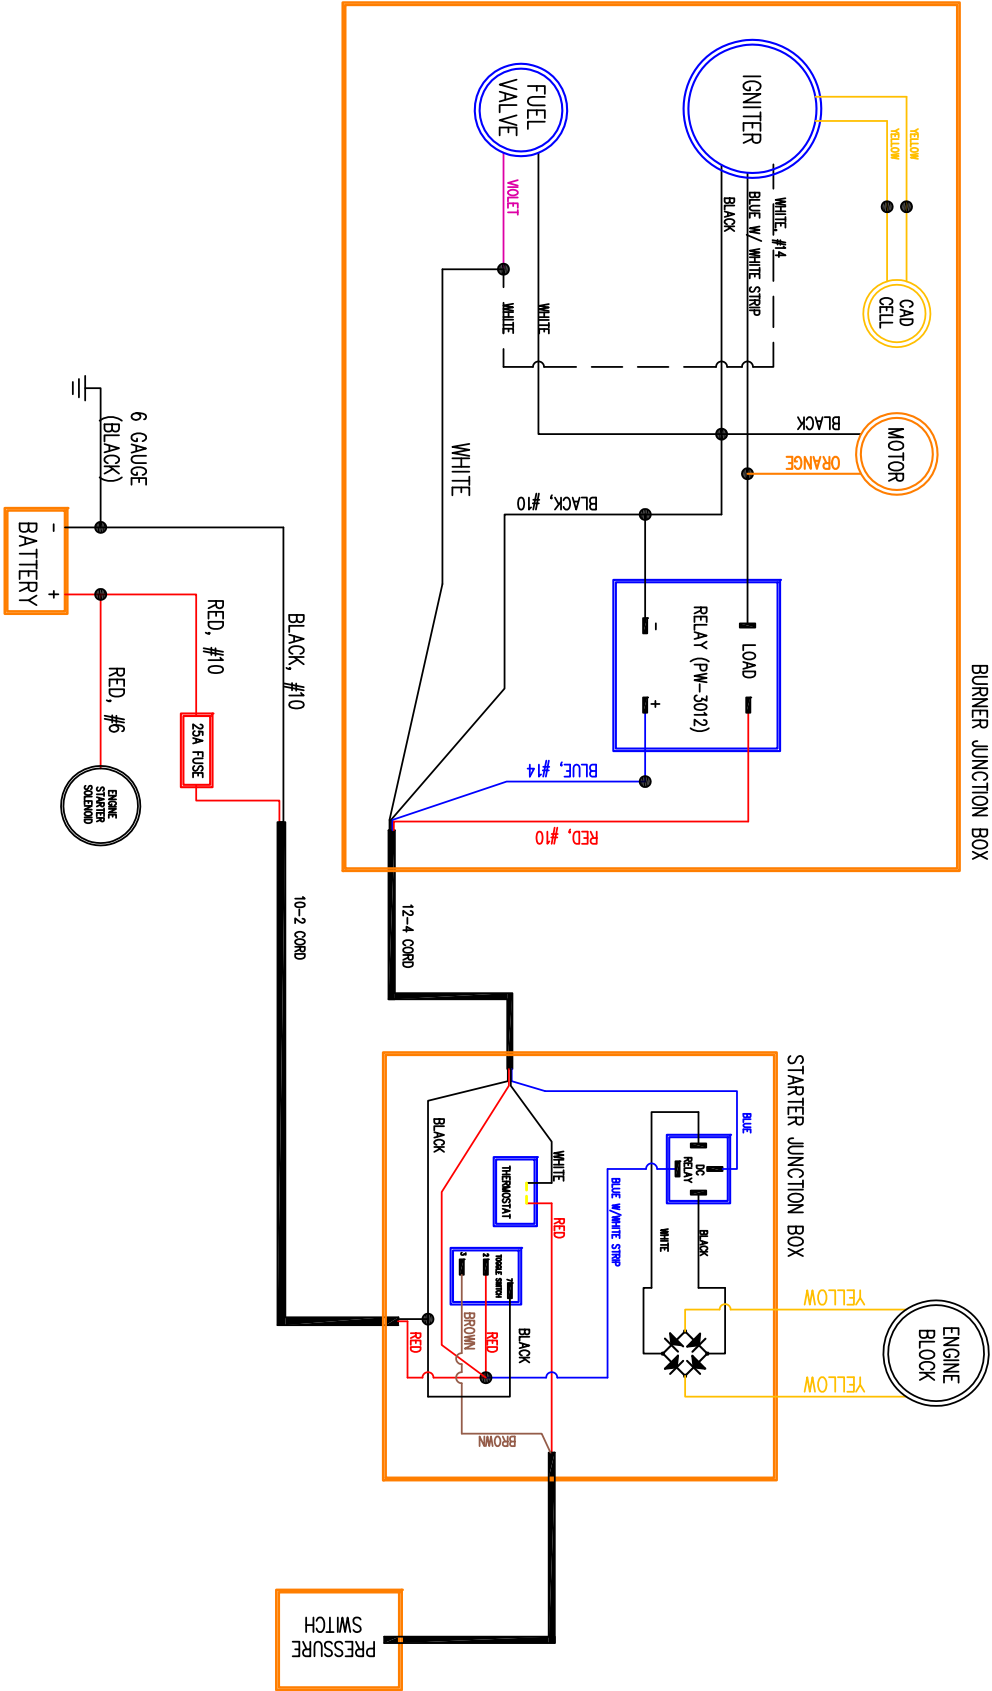 BURNER JUNCTION BOX
IGNITER
FUEL
VALVE
YELLOW
YELLOW
CAD
CELL
WHITE, #14
BLUE W/ WHITE STRIP
BLACK
VIOLET
WHITE
WHITE
MOTOR
BLACK
ORANGE
WHITE
BLACK, #10
RELAY (PW-3012)
LOAD
-
+
BLUE, #14
RED, #10
6 GAUGE
(BLACK)
BATTERY
-
+
BLACK, #10
RED, #10
RED, #6
25A FUSE
ENGINE
STARTER
SOLENOID
10-2 CORD
12-4 CORD
STARTER JUNCTION BOX
BLUE
DC
RELAY
BLACK
WHITE
BLUE W/WHITE STRIP
BLACK
WHITE
THERMOSTAT
RED
TOGGLE SWITCH
7
2
3
BLACK
RED
BROWN
RED
BROWN
YELLOW
YELLOW
ENGINE
BLOCK
PRESSURE
SWITCH